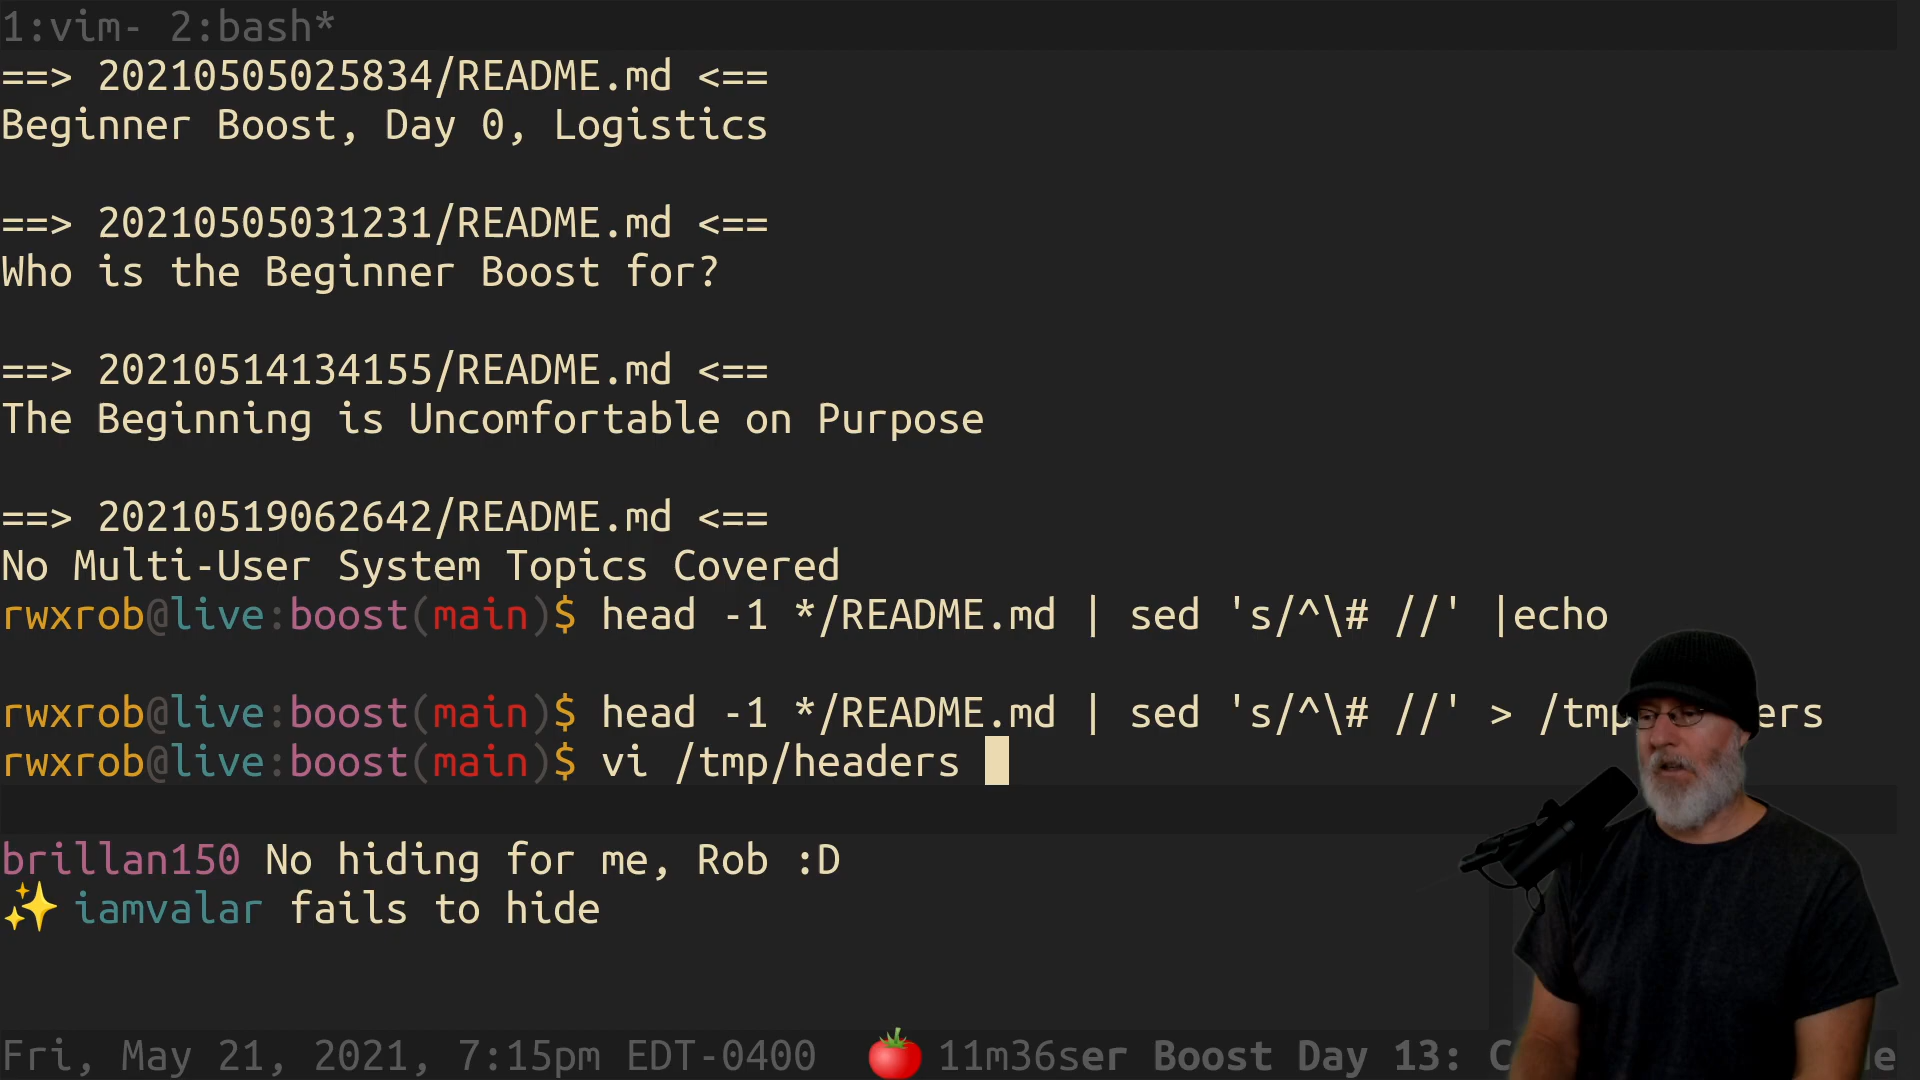 1:vim- 2:bash*
==> 20210505025834/README.md <==
Beginner Boost, Day 0, Logistics
==> 20210505031231/README.md <==
Who is the Beginner Boost for?
==> 20210514134155/README.md <==
The Beginning is Uncomfortable on Purpose
==> 20210519062642/README.md <==
No Multi-User System Topics Covered
rwxrob@live:boost(main)$ head -1 */README.md | sed 's/^\# //' |echo
rwxrob@live:boost(main)$ head -1 */README.md | sed 's/^\# //' > /tmp ers
rwxrob@live:boost(main)$ vi /tmp/headers
brillan150 No hiding for me, Rob :D
✨ iamvalar fails to hide
Fri, May 21, 2021, 7:15pm EDT-0400 🍅 11m36ser Boost Day 13: